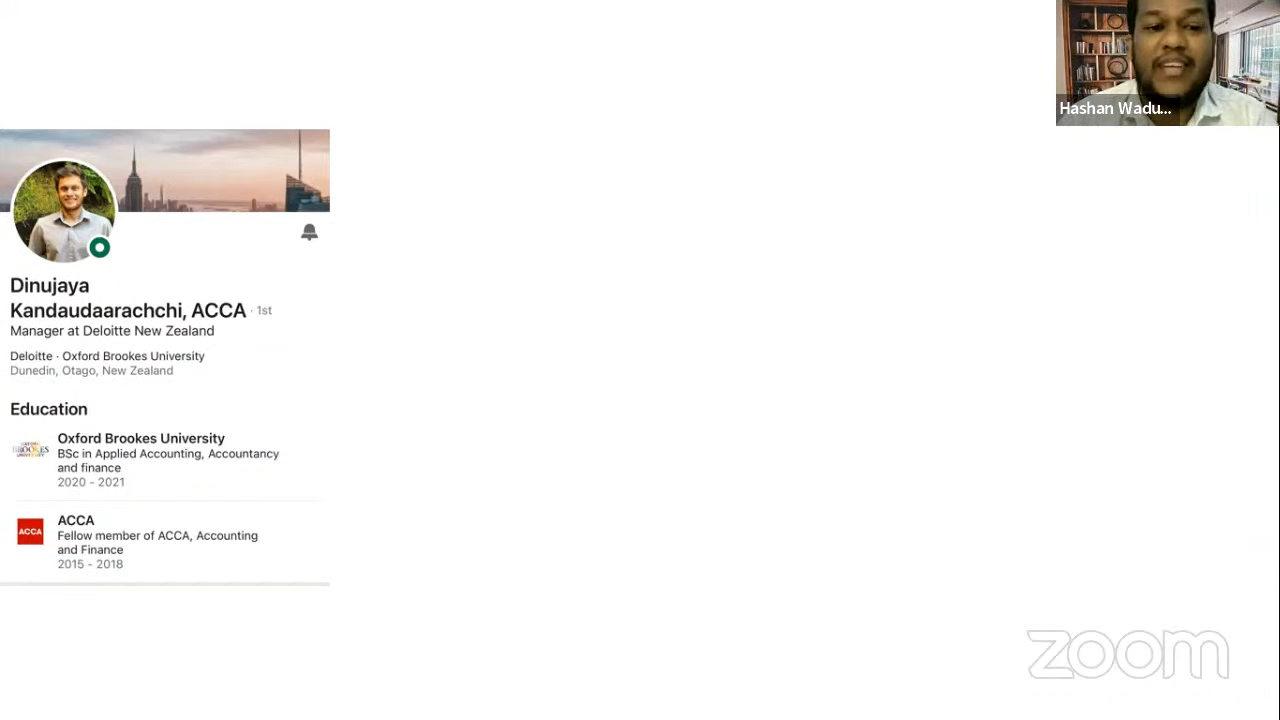 Hashan Wadu...
Dinujaya
Kandaudaarachchi, ACCA · 1st
Manager at Deloitte New Zealand
Deloitte · Oxford Brookes University
Dunedin, Otago, New Zealand
Education
Oxford Brookes University
BSc in Applied Accounting, Accountancy
and finance
2020 - 2021
BROOKES
ACCA
Fellow member of ACCA, Accounting
and Finance
2015 - 2018
ACCA
zoom